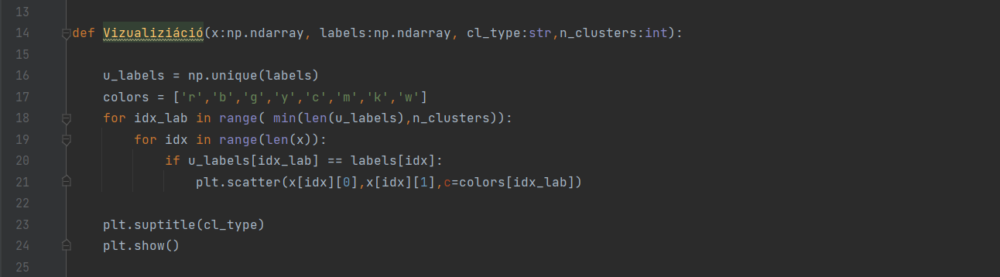 13
14 def Vizualiziáció(x:np.ndarray, labels:np.ndarray, cl_type:str,n_clusters:int):
15
16     u_labels = np.unique(labels)
17     colors = ['r','b','g','y','c','m','k','w']
18     for idx_lab in range( min(len(u_labels),n_clusters)):
19         for idx in range(len(x)):
20             if u_labels[idx_lab] == labels[idx]:
21                 plt.scatter(x[idx][0],x[idx][1],c=colors[idx_lab])
22
23     plt.suptitle(cl_type)
24     plt.show()
25